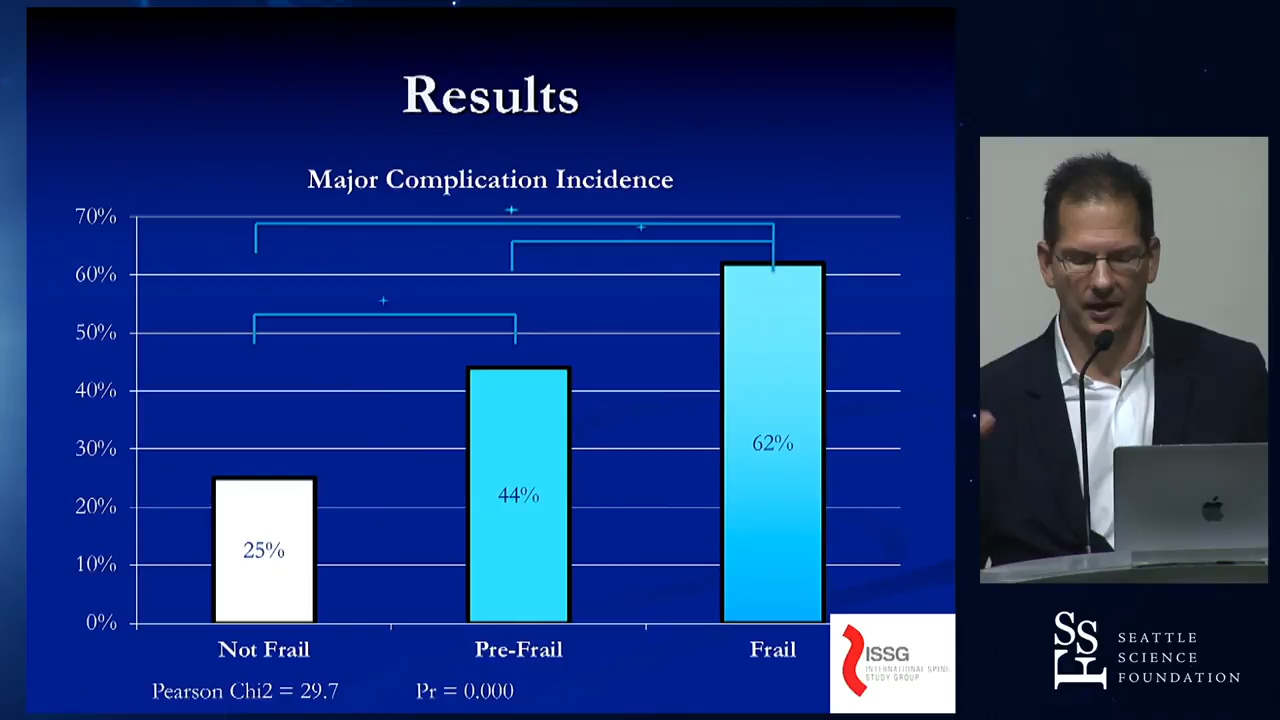 Results
Major Complication Incidence
70%
60%
50%
40%
30%
20%
10%
0%
25%
44%
62%
Not Frail
Pre-Frail
Frail
Pearson Chi2 = 29.7
Pr = 0.000
ISSG
INTERNATIONAL SPINE
STUDY GROUP
SSF
SEATTLE
SCIENCE
FOUNDATION